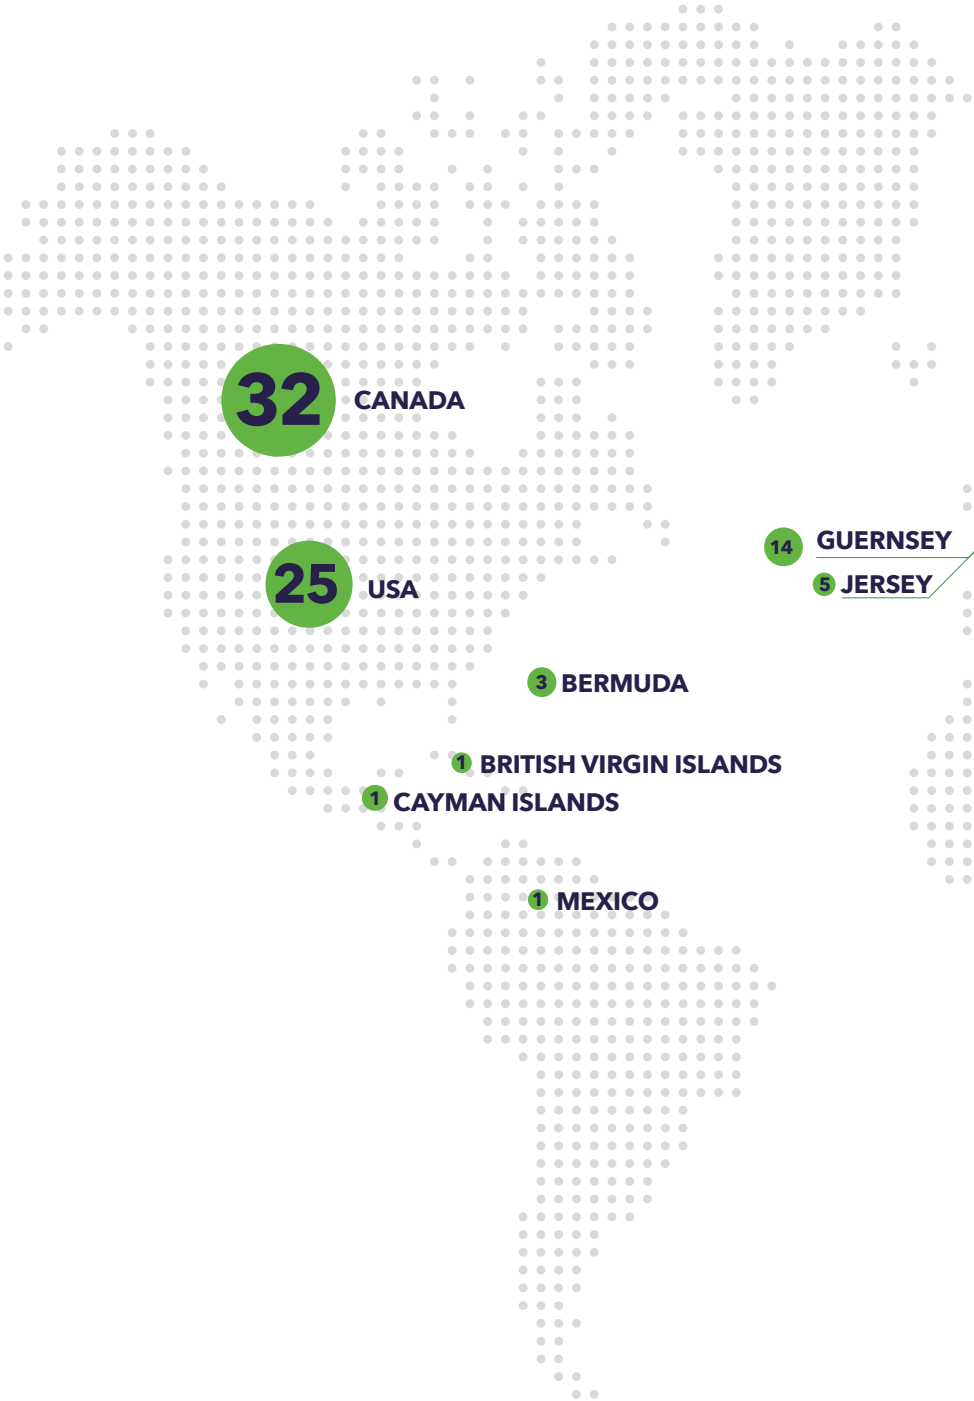 32 CANADA
14 GUERNSEY
25 USA
5 JERSEY
3 BERMUDA
1 BRITISH VIRGIN ISLANDS
1 CAYMAN ISLANDS
1 MEXICO